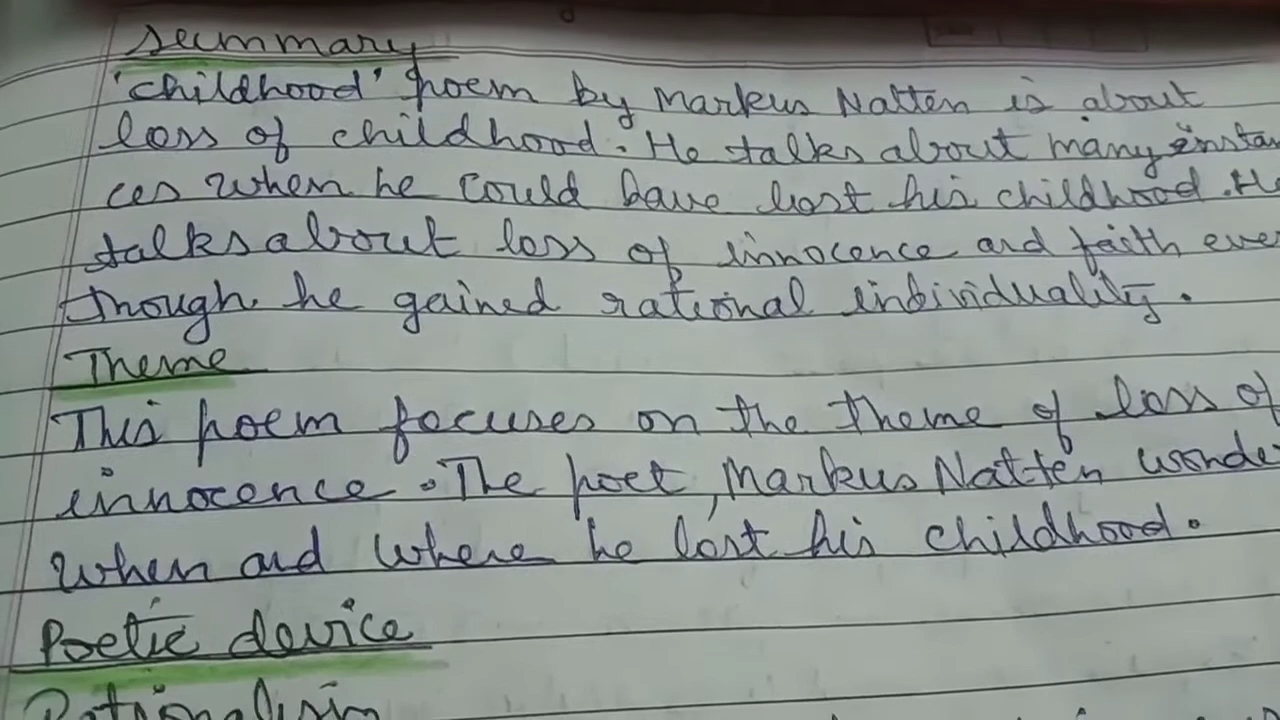 Summary
'childhood' poem by Markus Natten is about
loss of childhood. He talks about many instan
ces when he could have lost his childhood. He
talks about loss of innocence and faith even
though he gained rational individuality.
Theme
This poem focuses on the theme of loss of
innocence. The poet, Markus Natten wonde
when and where he lost his childhood.
Poetic device
Rationalism